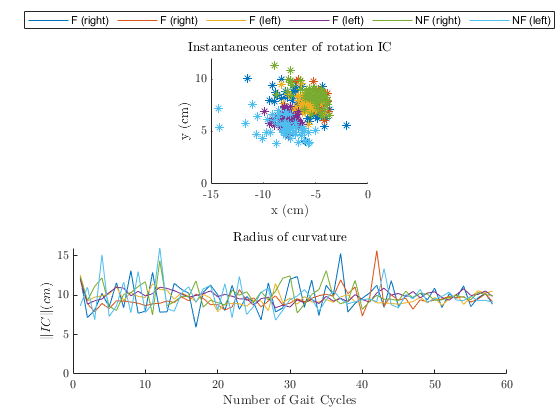 F (right) F (right) F (left) F (left) NF (right) NF (left)
Instantaneous center of rotation IC
10
5
0
y (cm)
-15 -10 -5 0
x (cm)
Radius of curvature
15
10
5
0
||IC||(cm)
0 10 20 30 40 50 60
Number of Gait Cycles